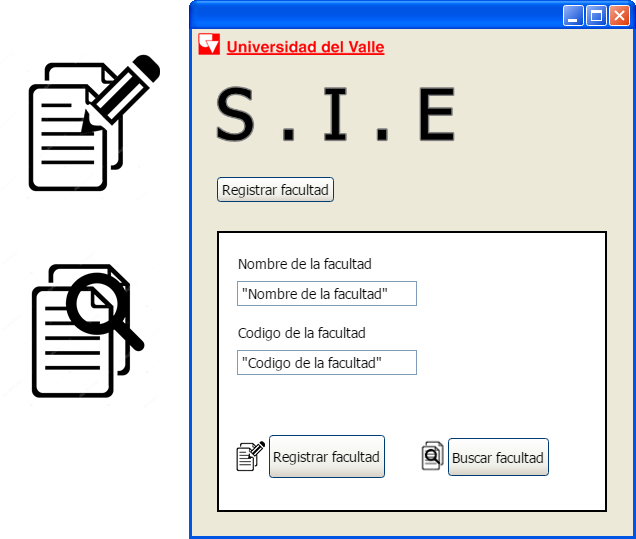 Universidad del Valle
S.I.E
Registrar facultad
Nombre de la facultad
"Nombre de la facultad"
Codigo de la facultad
"Codigo de la facultad"
Registrar facultad
Buscar facultad